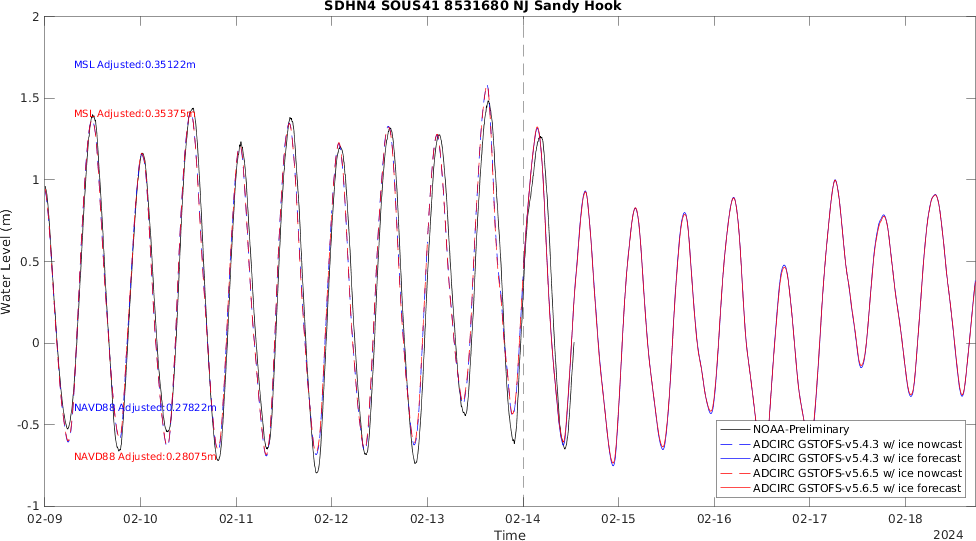 SDHN4 SOUS41 8531680 NJ Sandy Hook
2
1.5
1
0.5
0
-0.5
-1
Water Level (m)
MSL Adjusted:0.35122m
MSL Adjusted:0.35375m
NAVD88 Adjusted:0.27822m
NAVD88 Adjusted:0.28075m
NOAA-Preliminary
ADCIRC GSTOFS-v5.4.3 w/ ice nowcast
ADCIRC GSTOFS-v5.4.3 w/ ice forecast
ADCIRC GSTOFS-v5.6.5 w/ ice nowcast
ADCIRC GSTOFS-v5.6.5 w/ ice forecast
02-09 02-10 02-11 02-12 02-13 02-14 02-15 02-16 02-17 02-18
Time
2024